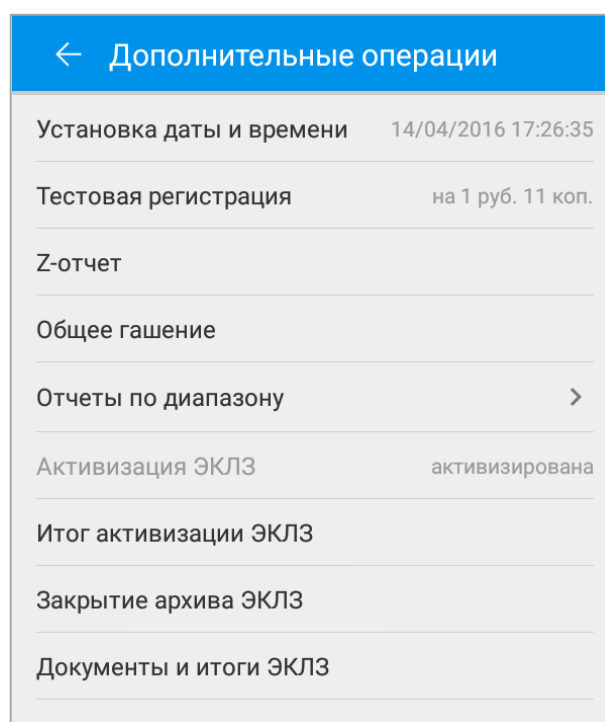 Дополнительные операции
Установка даты и времени 14/04/2016 17:26:35
Тестовая регистрация на 1 руб. 11 коп.
Z-отчет
Общее гашение
Отчеты по диапазону
Активизация ЭКЛЗ активизирована
Итог активизации ЭКЛЗ
Закрытие архива ЭКЛЗ
Документы и итоги ЭКЛЗ